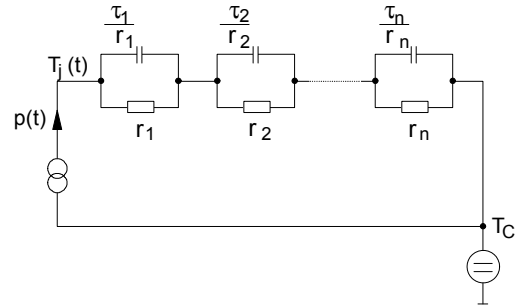 τ1/r1 τ2/r2 τn/rn
Tj(t)
r1 r2 rn
p(t)
TC